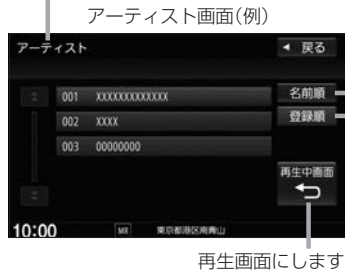 アーティスト画面(例)
アーティスト
◀ 戻る
001 XXXXXXXXXXXXX
名前順
002 XXXX
登録順
003 00000000
再生中画面
10:00 MR 東京都港区南青山
再生画面にします